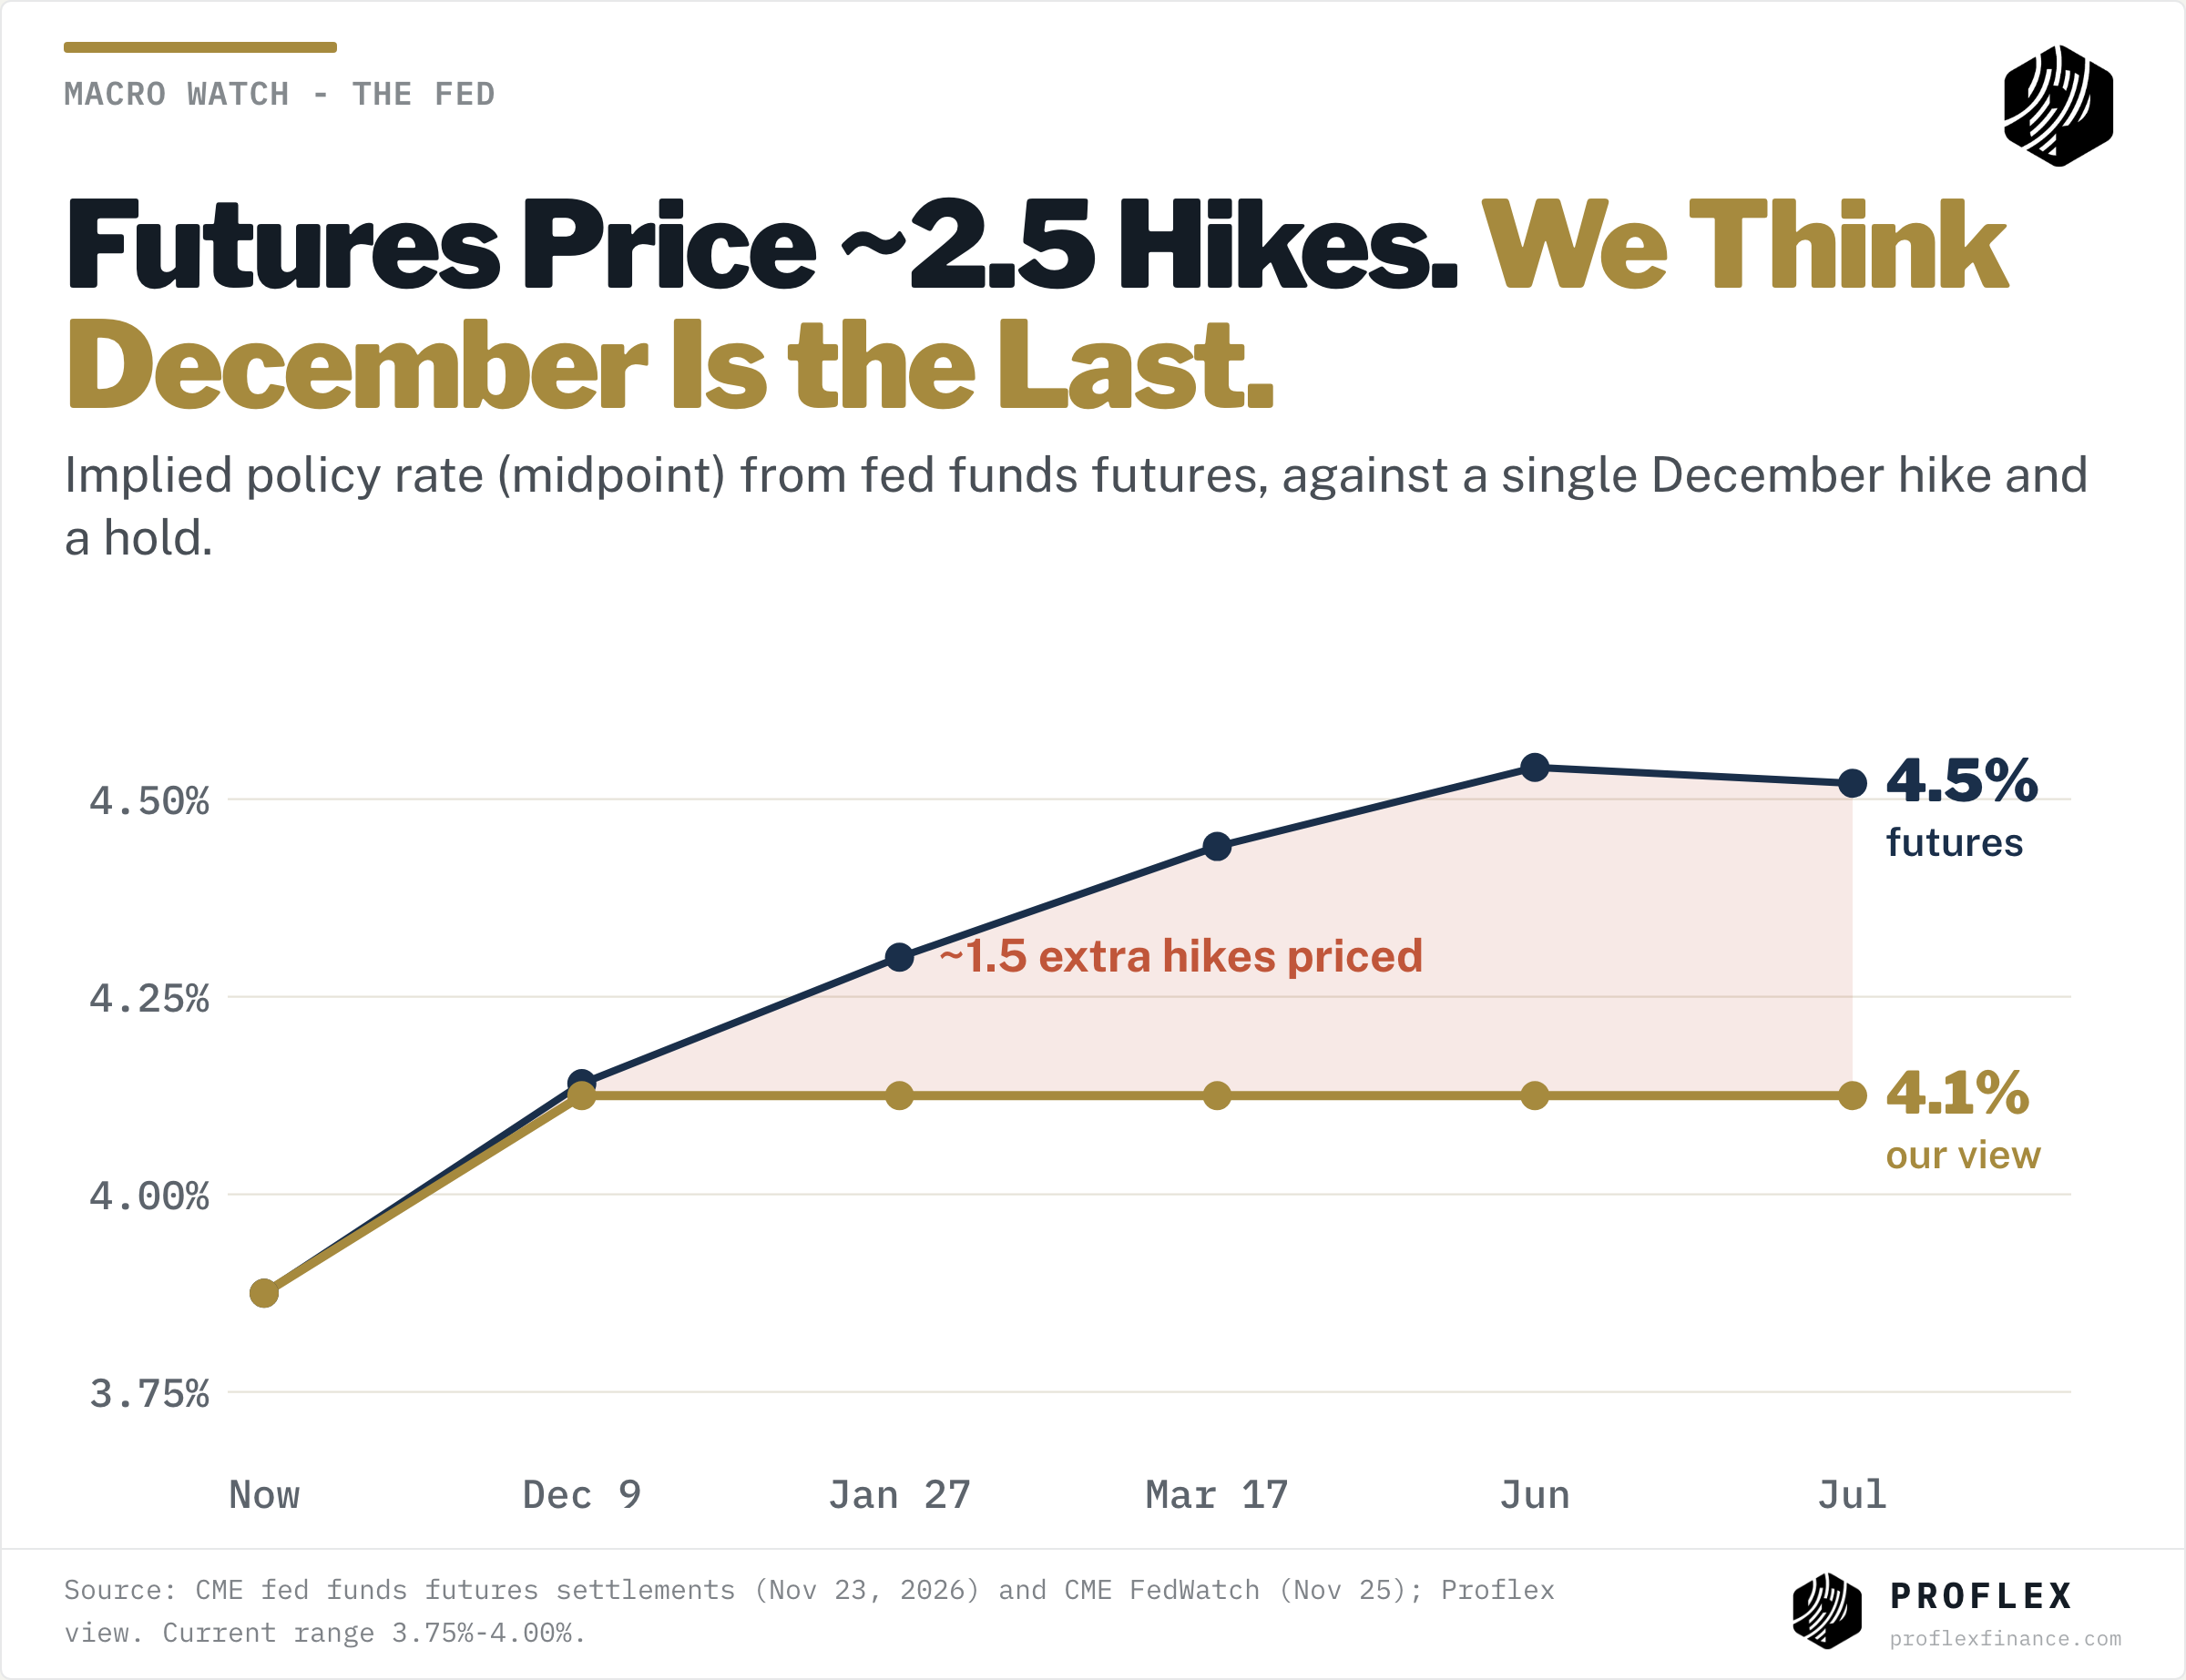 MACRO WATCH - THE FED
Futures Price ~2.5 Hikes. We Think
December Is the Last.
Implied policy rate (midpoint) from fed funds futures, against a single December hike and
a hold.
4.50%
4.25%
4.00%
3.75%
4.5%
futures
~1.5 extra hikes priced
4.1%
our view
Now Dec 9 Jan 27 Mar 17 Jun Jul
Source: CME fed funds futures settlements (Nov 23, 2026) and CME FedWatch (Nov 25); Proflex
view. Current range 3.75%-4.00%.
PROFLEX
proflexfinance.com